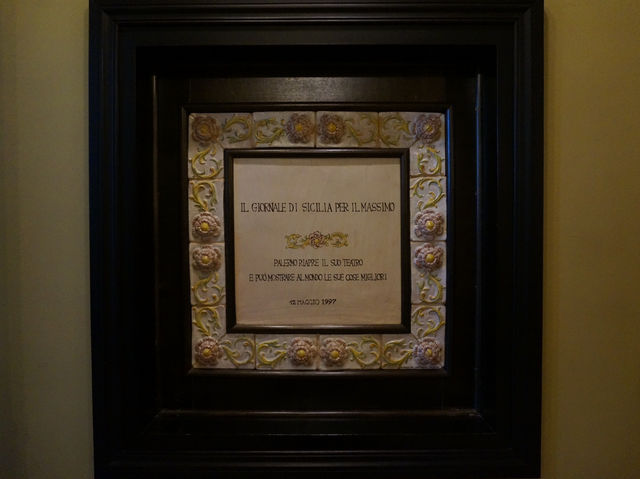 IL GIORNALE DI SICILIA PER IL MASSIMO
PALERMO RIAPRE IL SUO TEATRO
E PUÒ MOSTRARE AL MONDO LE SUE COSE MIGLIORI
12 MAGGIO 1997